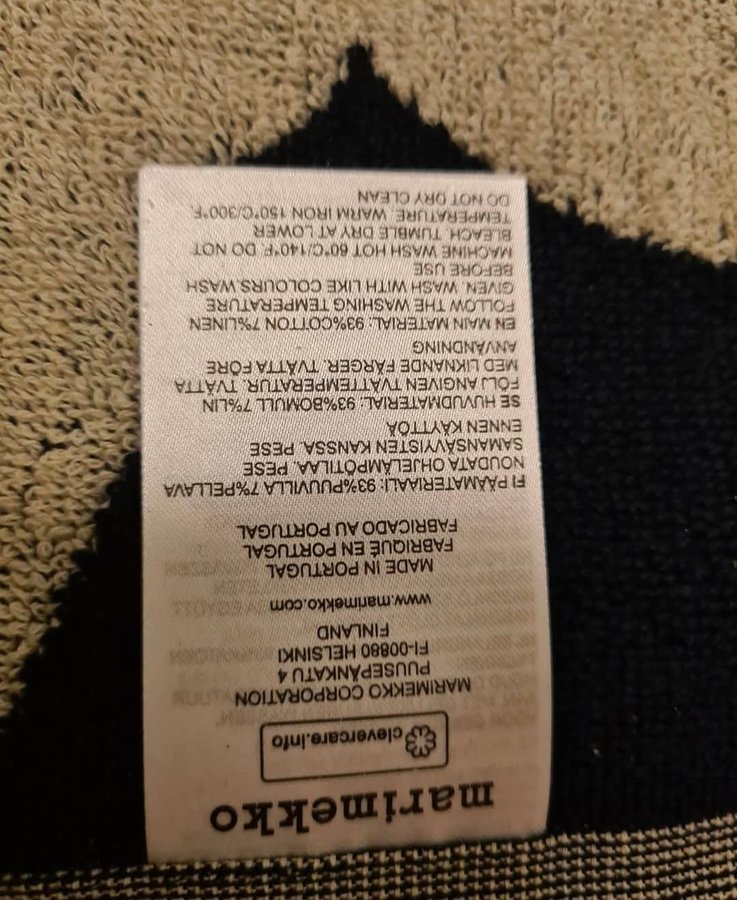 marimekko
clevercare.info
MARIMEKKO CORPORATION
PUUSEPÄNKATU 4
FI-00880 HELSINKI
FINLAND
www.marimekko.com
MADE IN PORTUGAL
FABRIQUÉ EN PORTUGAL
FABRICADO AU PORTUGAL
FI PÄÄMATERIAALI: 93%PUUVILLA 7%PELLAVA
NOUDATA OHJELÄMPÖTILAA. PESE
SAMANSÄVYISTEN KANSSA. PESE
ENNEN KÄYTTÖÄ
SE HUVUDMATERIAL: 93%BOMULL 7%LIN
FÖLJ ANGIVEN TVÄTTEMPERATUR. TVÄTTA
MED LIKNANDE FÄRGER. TVÄTTA FÖRE
ANVÄNDNING
EN MAIN MATERIAL: 93%COTTON 7%LINEN
FOLLOW THE WASHING TEMPERATURE
GIVEN. WASH WITH LIKE COLOURS.WASH
BEFORE USE
MACHINE WASH HOT 60°C/140°F. DO NOT
BLEACH. TUMBLE DRY AT LOWER
TEMPERATURE. WARM IRON 150°C/300°F.
DO NOT DRY CLEAN